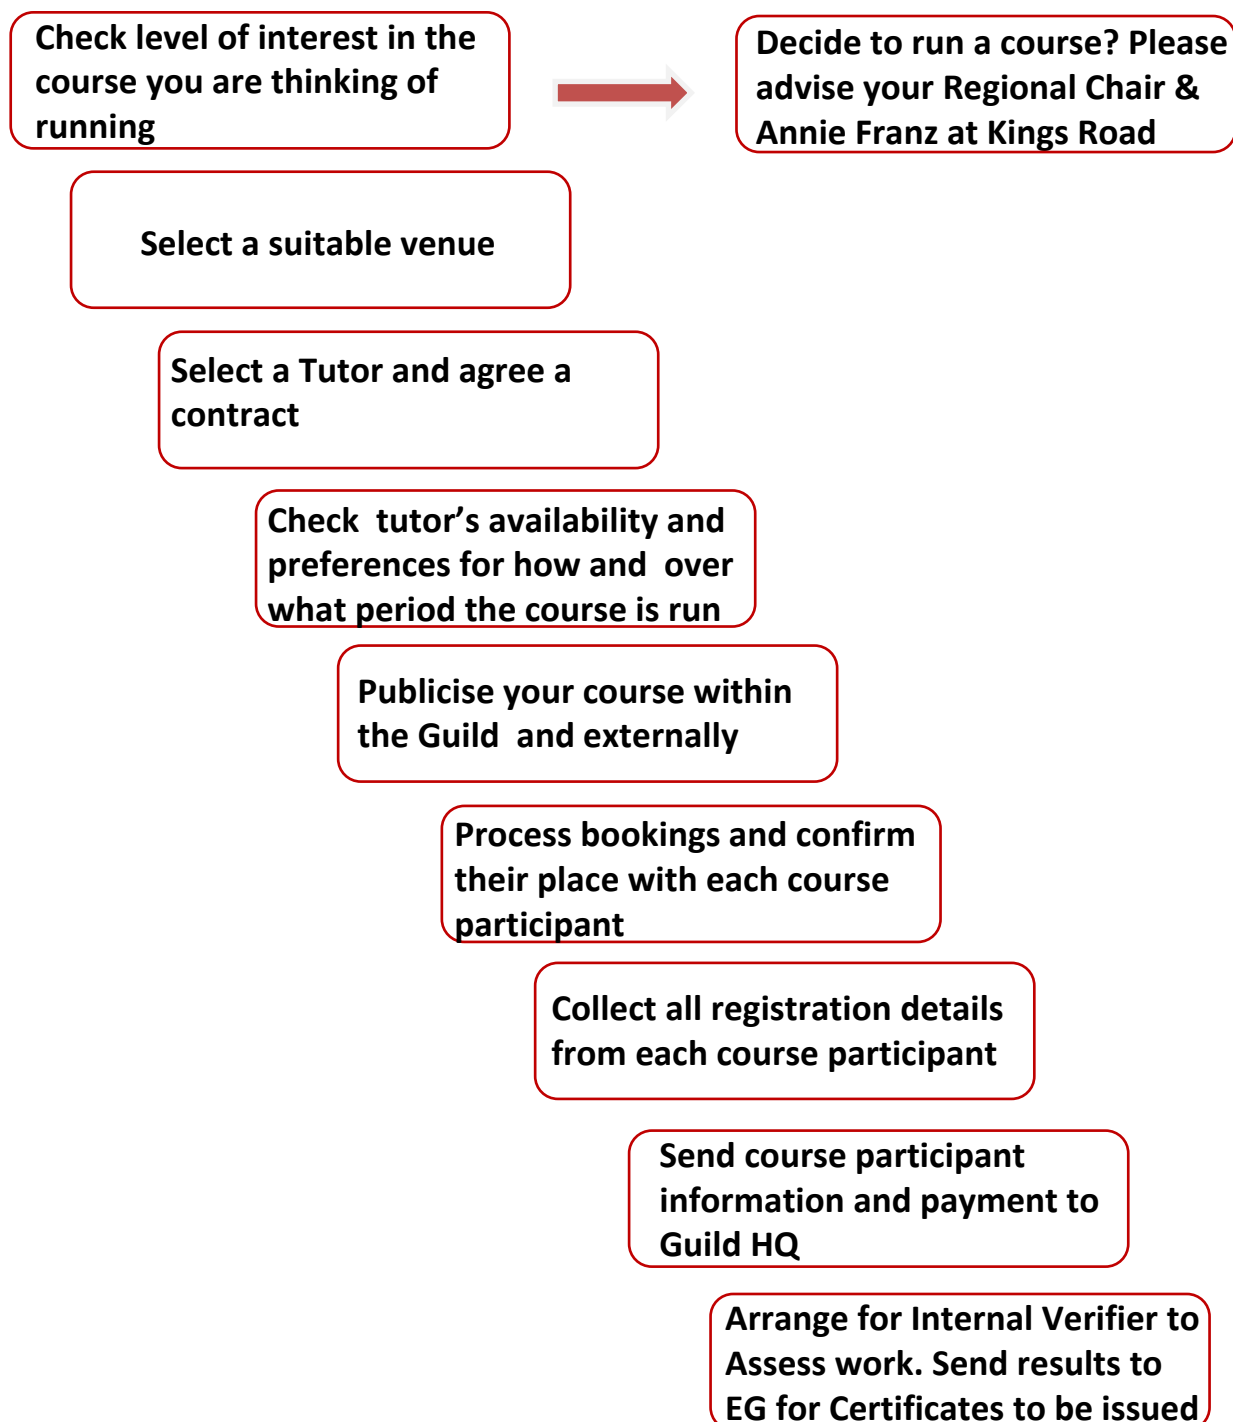 Check level of interest in the
course you are thinking of
running
Decide to run a course? Please
advise your Regional Chair &
Annie Franz at Kings Road
Select a suitable venue
Select a Tutor and agree a
contract
Check  tutor’s availability and
preferences for how and  over
what period the course is run
Publicise your course within
the Guild  and externally
Process bookings and confirm
their place with each course
participant
Collect all registration details
from each course participant
Send course participant
information and payment to
Guild HQ
Arrange for Internal Verifier to
Assess work. Send results to
EG for Certificates to be issued